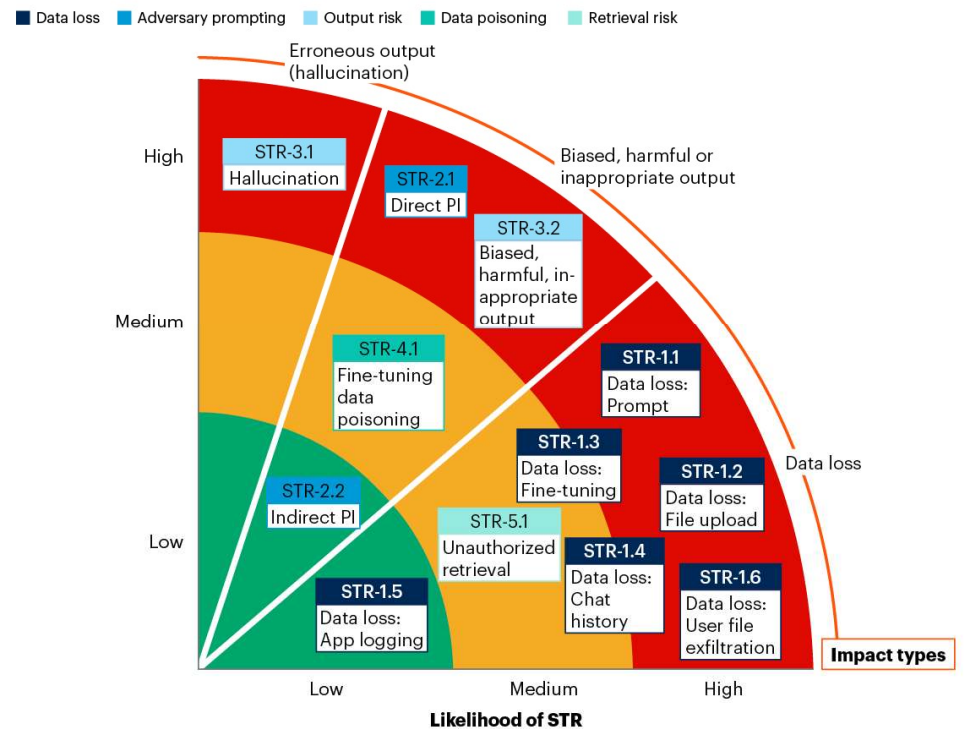 Data loss
Adversary prompting
Output risk
Data poisoning
Retrieval risk
Erroneous output
(hallucination)
High
STR-3.1
Hallucination
STR-2.1
Direct PI
Biased, harmful or
inappropriate output
STR-3.2
Biased,
harmful, in-
appropriate
output
Medium
STR-4.1
Fine-tuning
data
poisoning
STR-1.1
Data loss:
Prompt
STR-1.3
Data loss:
Fine-tuning
Data loss
STR-1.2
Data loss:
File upload
STR-2.2
Indirect PI
Low
STR-5.1
Unauthorized
retrieval
STR-1.4
Data loss:
Chat
history
STR-1.5
Data loss:
App logging
STR-1.6
Data loss:
User file
exfiltration
Impact types
Low
Medium
High
Likelihood of STR